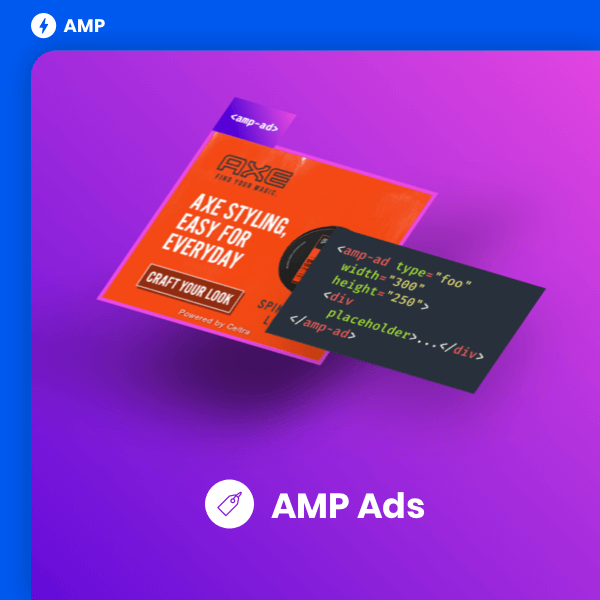 AMP
<amp-ad>
AXE
FIND YOUR MAGIC.
AXE STYLING,
EASY FOR
EVERYDAY
CRAFT YOUR LOOK
Powered by Celtra
<amp-ad type="foo"
width="300"
height="250">
<div
placeholder>...</div>
</amp-ad>
AMP Ads